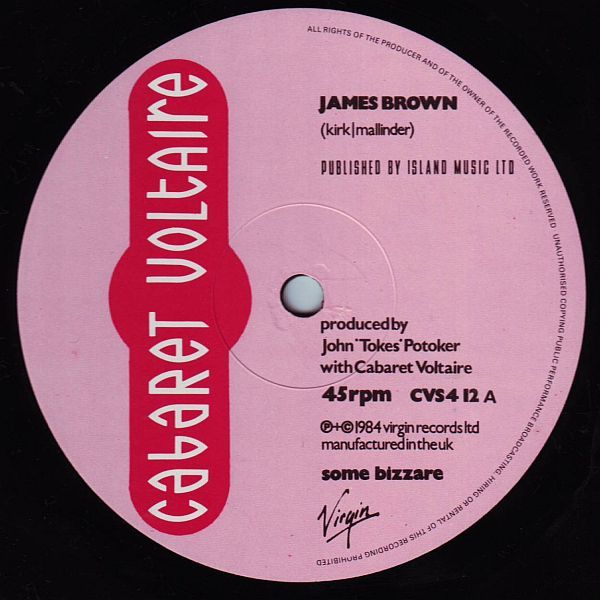 cabaret voltaire
ALL RIGHTS OF THE PRODUCER AND OF THE OWNER OF THE RECORDED WORK RESERVED UNAUTHORISED COPYING PUBLIC PERFORMANCE BROADCASTING, HIRING OR RENTAL OF THIS RECORDING PROHIBITED
JAMES BROWN
(kirk|mallinder)
PUBLISHED BY ISLAND MUSIC LTD
produced by
John "Tokes" Potoker
with Cabaret Voltaire
45rpm CVS4 12 A
℗+©1984 virgin records ltd
manufactured in the uk
some bizzare
Virgin